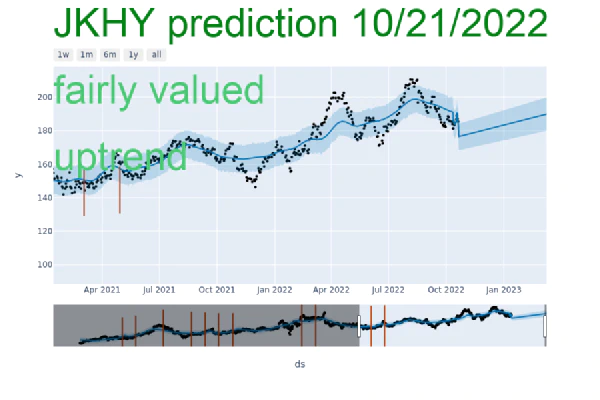 JKHY prediction 10/21/2022
1w 1m 6m 1y all
fairly valued
uptrend
200
180
160
140
120
100
y
Apr 2021 Jul 2021 Oct 2021 Jan 2022 Apr 2022 Jul 2022 Oct 2022 Jan 2023
ds